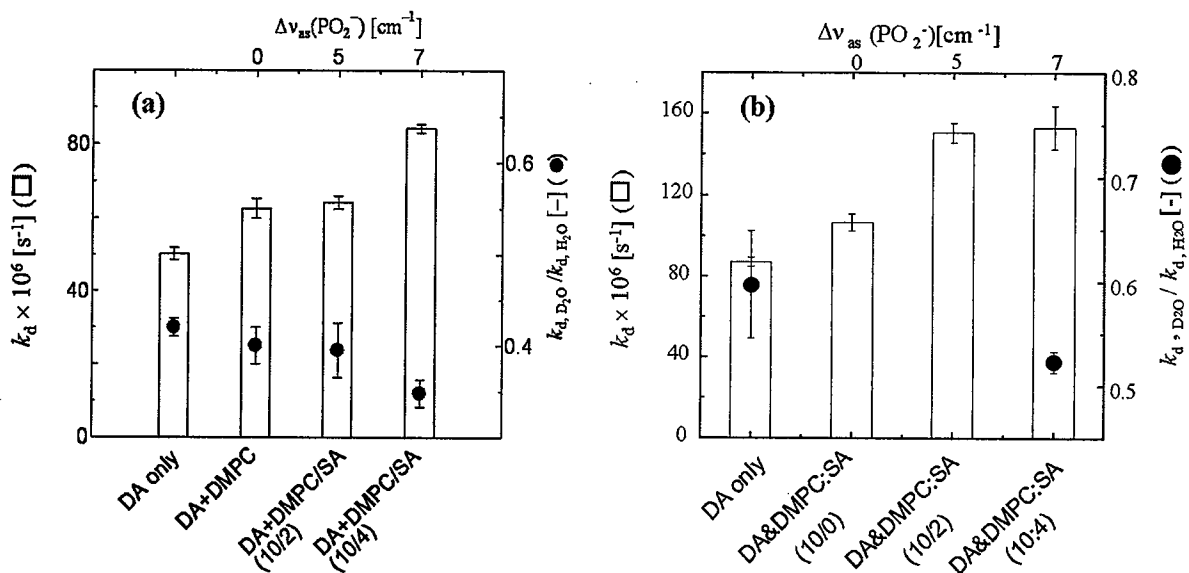 Δν_as(PO₂⁻) [cm⁻¹]
0 5 7
(a)
80
40
0
k_d × 10⁶ [s⁻¹] (□)
0.6
0.4
k_d, D₂O /k_d, H₂O [−] (●)
DA only
DA+DMPC
DA+DMPC/SA
(10/2)
DA+DMPC/SA
(10/4)
Δν_as (PO₂⁻)[cm⁻¹]
0 5 7
(b)
160
120
80
40
0
k_d × 10⁶ [s⁻¹] (□)
0.8
0.7
0.6
0.5
k_d, D2O / k_d, H2O [-] (●)
DA only
DA&DMPC:SA
(10/0)
DA&DMPC:SA
(10/2)
DA&DMPC:SA
(10:4)